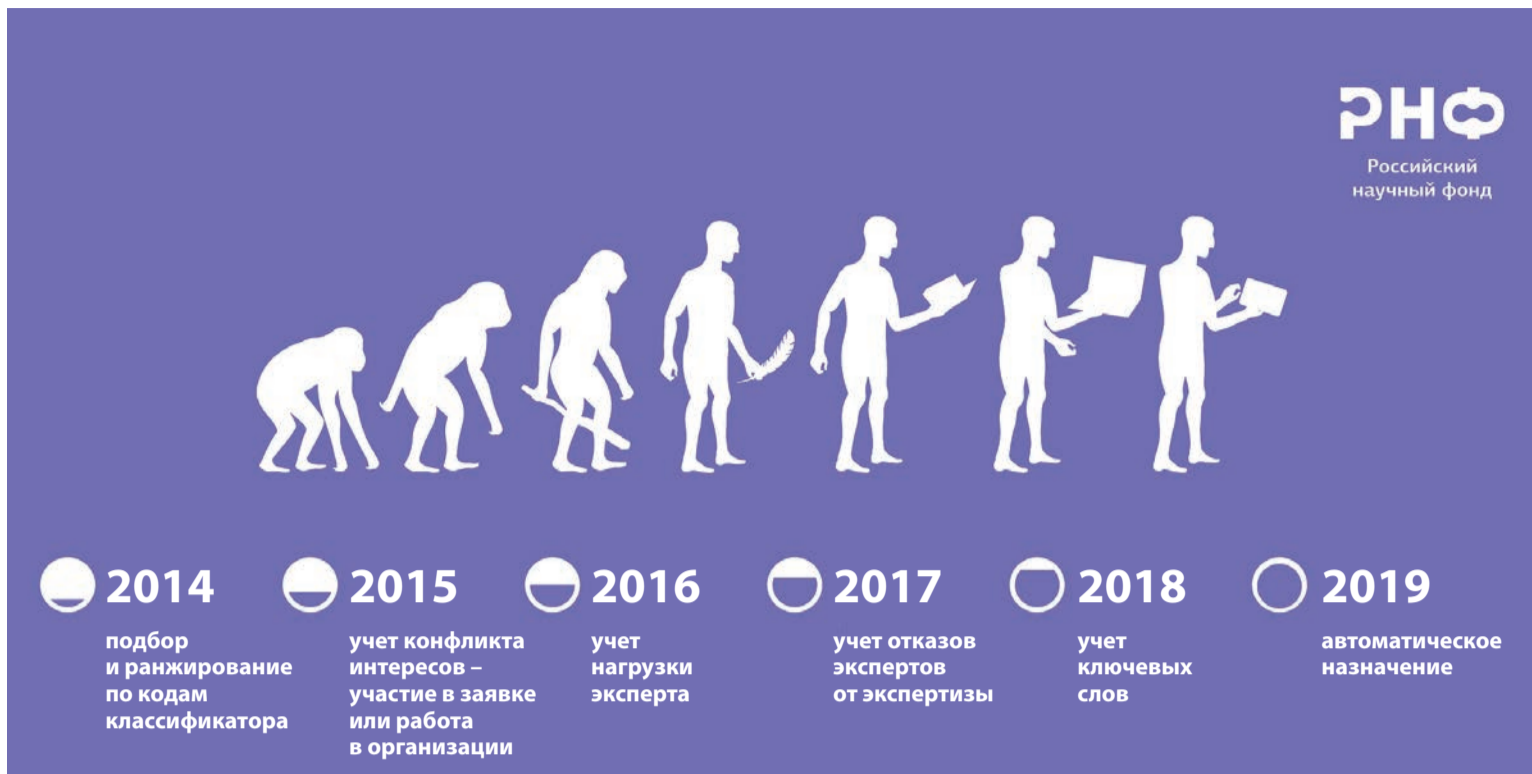 РНФ
Российский
научный фонд
2014
подбор
и ранжирование
по кодам
классификатора
2015
учет конфликта
интересов –
участие в заявке
или работа
в организации
2016
учет
нагрузки
эксперта
2017
учет отказов
экспертов
от экспертизы
2018
учет
ключевых
слов
2019
автоматическое
назначение